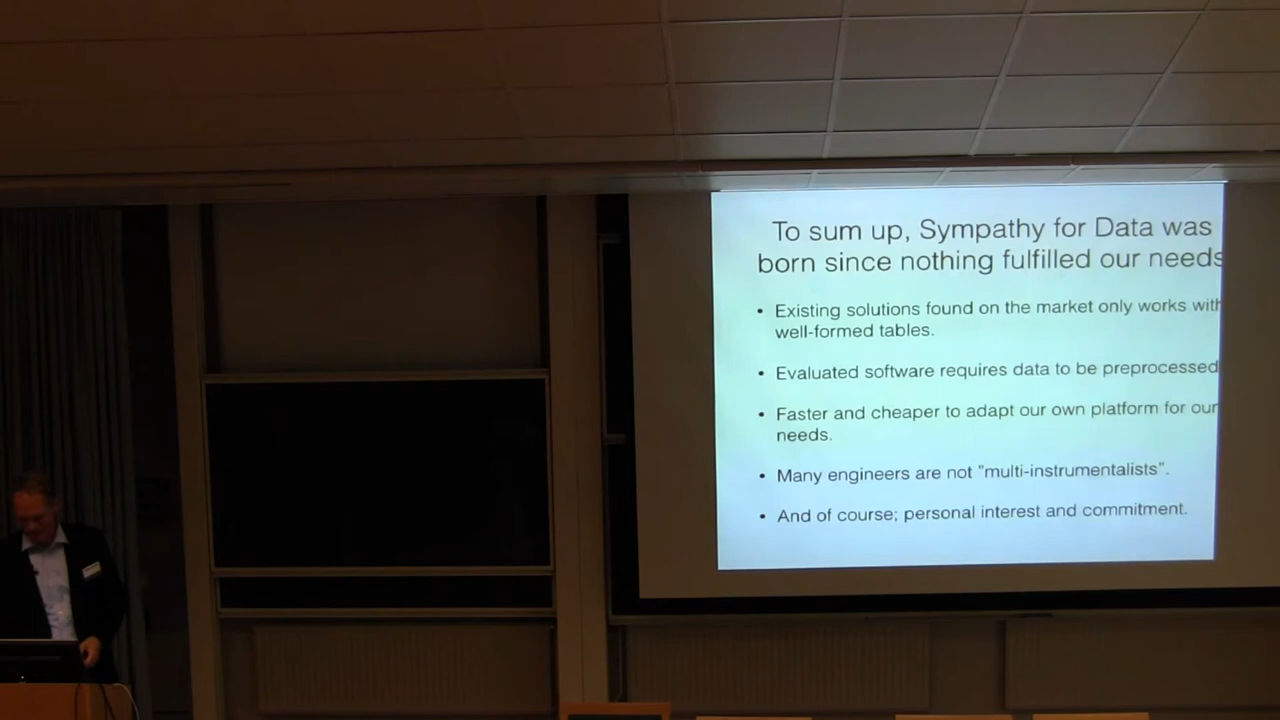 To sum up, Sympathy for Data was
born since nothing fulfilled our needs
• Existing solutions found on the market only works with
well-formed tables.
• Evaluated software requires data to be preprocessed
• Faster and cheaper to adapt our own platform for our
needs.
• Many engineers are not "multi-instrumentalists".
• And of course; personal interest and commitment.